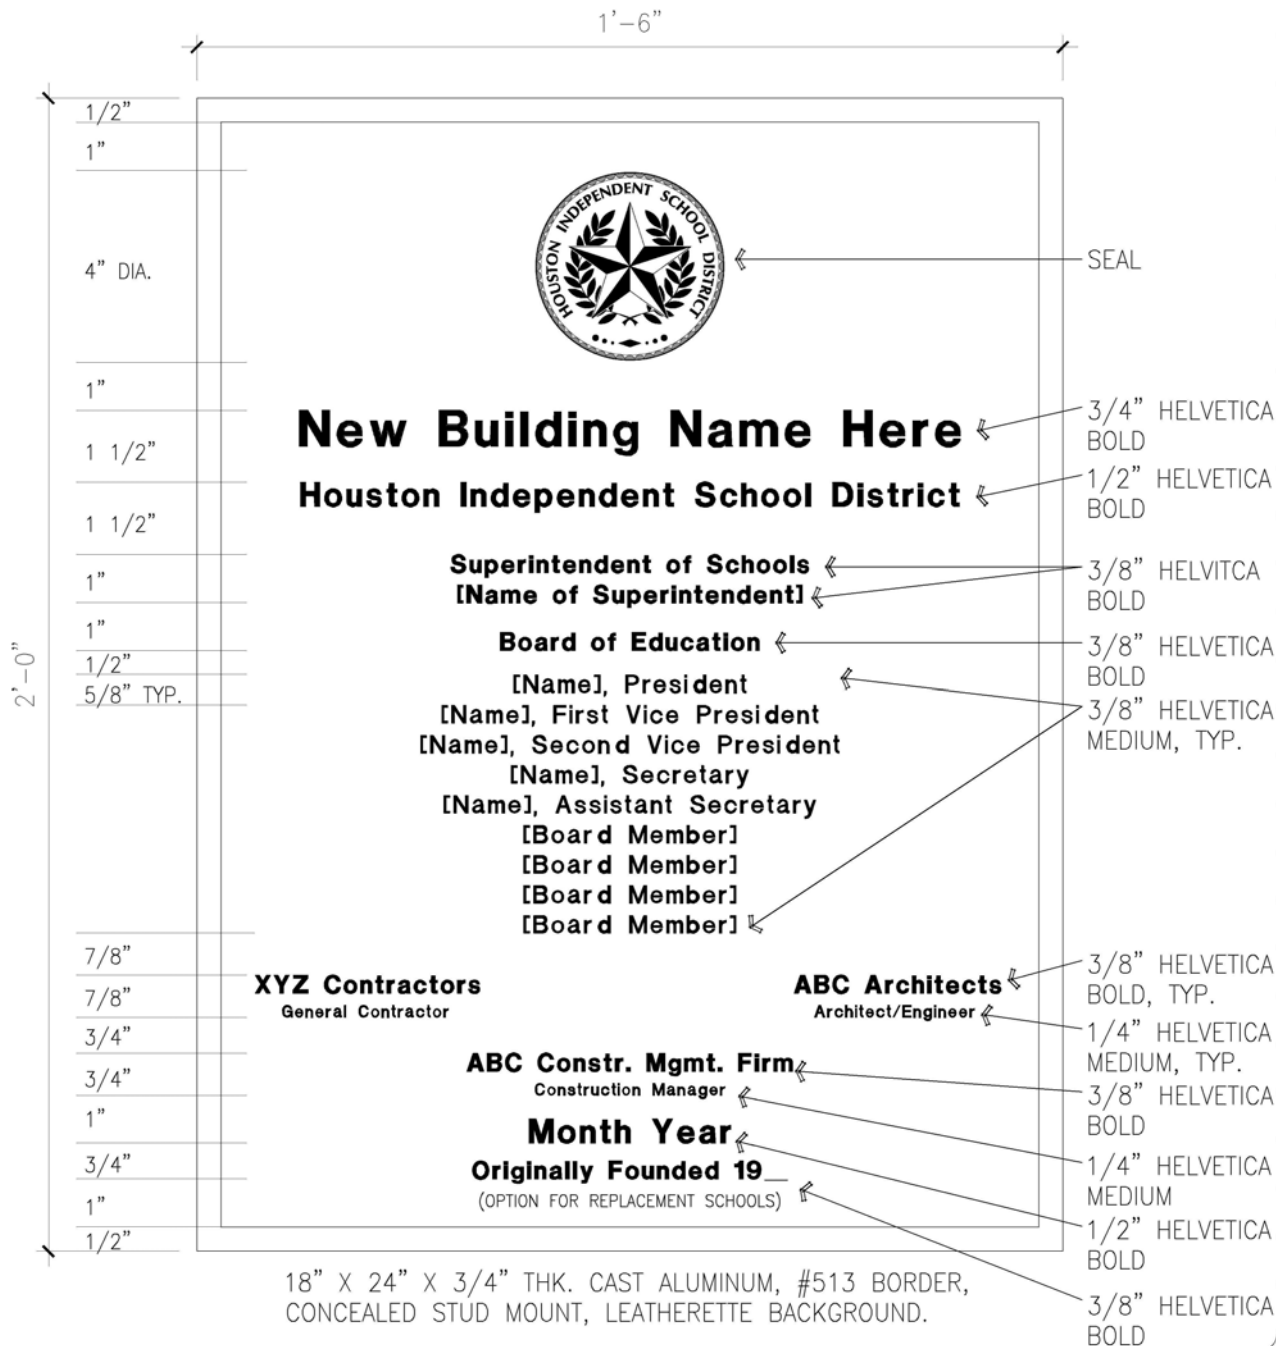 1'-6"
1/2"
1"
HOUSTON INDEPENDENT SCHOOL DISTRICT
4" DIA.
SEAL
1"
New Building Name Here
3/4" HELVETICA
BOLD
1 1/2"
Houston Independent School District
1/2" HELVETICA
BOLD
1 1/2"
Superintendent of Schools
[Name of Superintendent]
3/8" HELVITCA
BOLD
1"
1"
Board of Education
3/8" HELVETICA
BOLD
2'-0"
1/2"
5/8" TYP.
[Name], President
[Name], First Vice President
[Name], Second Vice President
[Name], Secretary
[Name], Assistant Secretary
[Board Member]
[Board Member]
[Board Member]
[Board Member]
3/8" HELVETICA
MEDIUM, TYP.
7/8"
XYZ Contractors
General Contractor
ABC Architects
Architect/Engineer
3/8" HELVETICA
BOLD, TYP.
7/8"
3/4"
1/4" HELVETICA
MEDIUM, TYP.
ABC Constr. Mgmt. Firm
Construction Manager
3/4"
3/8" HELVETICA
BOLD
1"
Month Year
1/4" HELVETICA
MEDIUM
3/4"
Originally Founded 19__
(OPTION FOR REPLACEMENT SCHOOLS)
1"
1/2" HELVETICA
BOLD
1/2"
18" X 24" X 3/4" THK. CAST ALUMINUM, #513 BORDER,
CONCEALED STUD MOUNT, LEATHERETTE BACKGROUND.
3/8" HELVETICA
BOLD